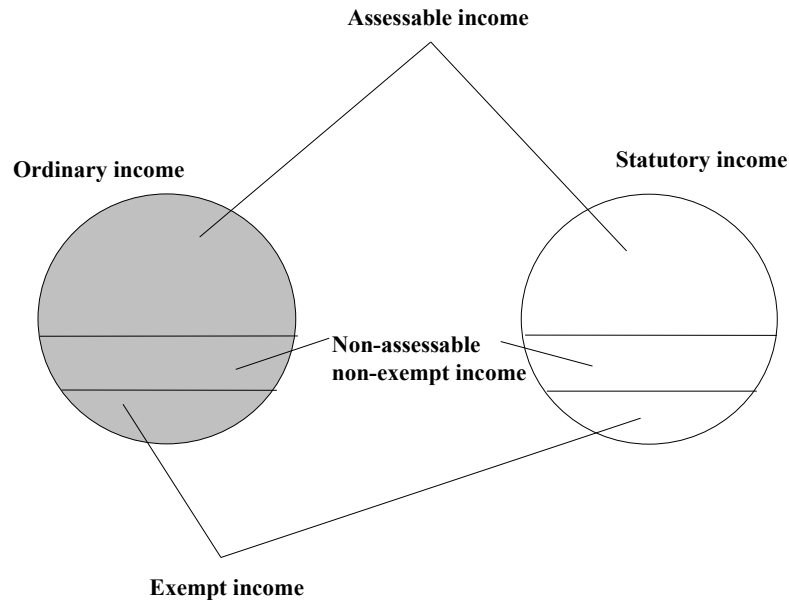 Assessable income
Ordinary income
Statutory income
Non-assessable
non-exempt income
Exempt income